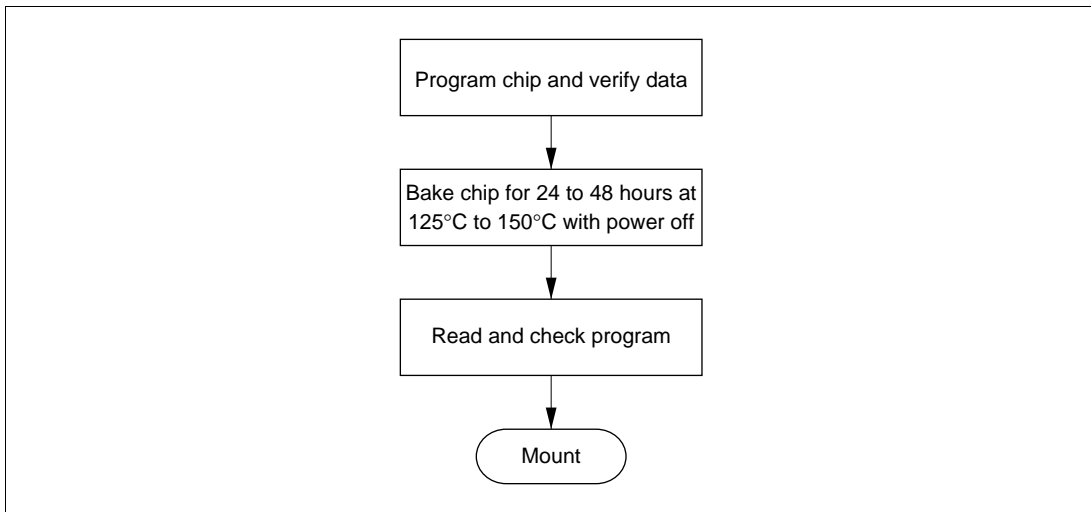 Program chip and verify data
Bake chip for 24 to 48 hours at
125°C to 150°C with power off
Read and check program
Mount